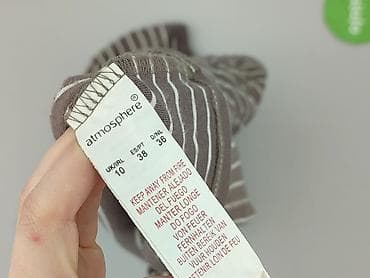 atmosphere®
UK/IRL ES/PT D/NL
10 38 36
KEEP AWAY FROM FIRE
MANTENER ALEJADO
DEL FUEGO
MANTER LONGE
DO FOGO
VON FEUER
FERNHALTEN
BUITEN BEREIK VAN
VUUR HOUDEN
TENIR LOIN DE FEU